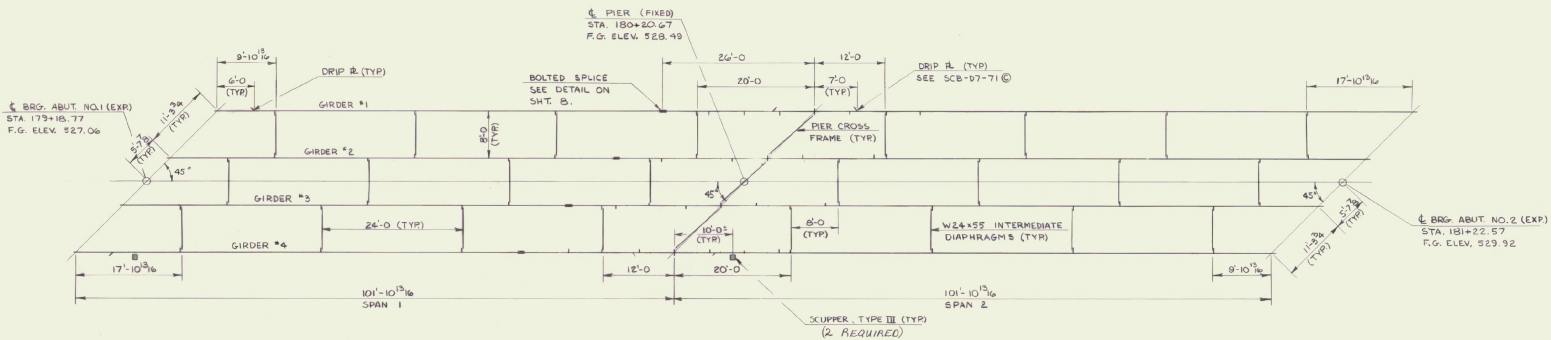 ℄ PIER (FIXED)
STA. 180+20.67
F.G. ELEV. 528.49
9'-10 13/16
26'-0
12'-0
6'-0
(TYP)
DRIP ℞ (TYP)
BOLTED SPLICE
SEE DETAIL ON
SHT. 8.
20'-0
7'-0
(TYP)
DRIP ℞ (TYP)
SEE SCB-D7-71 ©
17'-10 13/16
℄ BRG. ABUT. NO.1 (EXP.)
STA. 179+18.77
F.G. ELEV. 527.06
11'-3 3/4
(TYP.)
5'-7 7/8
(TYP)
45°
GIRDER #1
8'-0
(TYP)
PIER CROSS
FRAME (TYP)
GIRDER #2
GIRDER #3
45°
45°
GIRDER #4
24'-0 (TYP.)
10'-0±
(TYP)
8'-0
(TYP)
W24x55 INTERMEDIATE
DIAPHRAGMS (TYP)
5'-7 7/8
(TYP)
11'-3 3/4
(TYP)
℄ BRG. ABUT. NO.2 (EXP)
STA. 181+22.57
F.G. ELEV. 529.92
17'-10 13/16
12'-0
20'-0
9'-10 13/16
101'-10 13/16
SPAN 1
101'-10 13/16
SPAN 2
SCUPPER, TYPE III (TYP)
(2 REQUIRED)